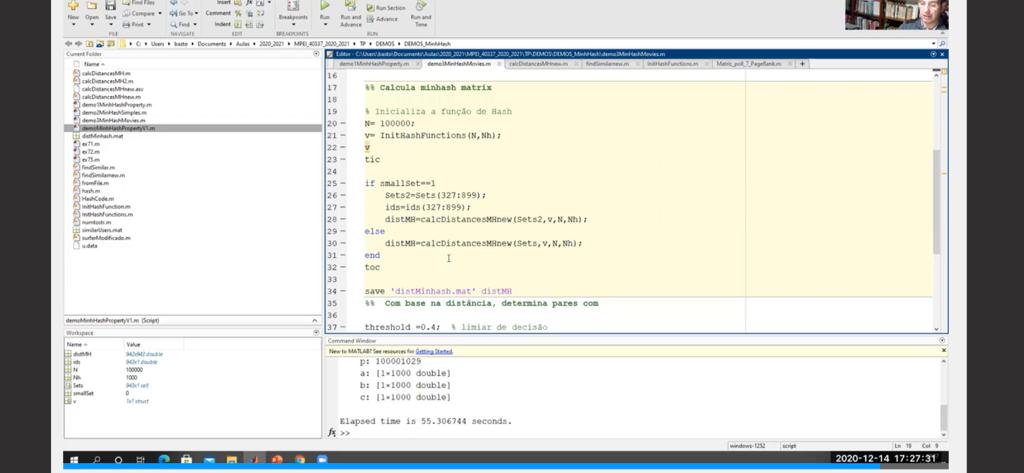 Find Files
Insert
Compare
Go To
Comment
Run Section
New Open Save
Print
Find
Indent
Breakpoints
Run
Run and Advance
Advance
Run and Time
FILE NAVIGATE EDIT BREAKPOINTS RUN
C: Users basto Documents Aulas 2020_2021 MPEI_40337_2020_2021 TP DEMOS DEMOS_MinHash
Current Folder
Name
calcDistancesMH.m
calcDistancesMH2.m
calcDistancesMHnew.asv
calcDistancesMHnew.m
demo1MinHashProperty.m
demo2MinHashSimples.m
demo3MinHashMovies.m
demoMinhHashPropertyV1.m
distMinhash.mat
ex71.m
ex72.m
ex75.m
findSimilar.m
findSimilarnew.m
fromFile.m
hash.m
HashCode.m
InitHashFunction.m
InitHashFunctions.m
numtostr.m
similarUsers.mat
surferModificado.m
u.data
demoMinhHashPropertyV1.m (Script)
Workspace
Name Value
distMH 943x943 double
ids 943x1 double
N 100000
Nh 1000
Sets 943x1 cell
smallSet 0
v 1x1 struct
Editor - C:\Users\basto\Documents\Aulas\2020_2021\MPEI_40337_2020_2021\TP\DEMOS\DEMOS_MinHash\demo3MinHashMovies.m
demo1MinHashProperty.m demo3MinHashMovies.m calcDistancesMHnew.m findSimilarnew.m InitHashFunctions.m Matric_poll_7_PageRank.m +
16
17 %% Calcula minhash matrix
18
19 % Inicializa a função de Hash
20 - N= 100000;
21 - v= InitHashFunctions(N,Nh);
22 - v
23 - tic
24
25 - if smallSet==1
26 - Sets2=Sets(327:899);
27 - ids=ids(327:899);
28 - distMH=calcDistancesMHnew(Sets2,v,N,Nh);
29 - else
30 - distMH=calcDistancesMHnew(Sets,v,N,Nh);
31 - end
32 - toc
33
34 - save 'distMinhash.mat' distMH
35 %% Com base na distância, determina pares com
36
37 - threshold =0.4; % limiar de decisão
Command Window
New to MATLAB? See resources for Getting Started.
p: 100001029
a: [1×1000 double]
b: [1×1000 double]
c: [1×1000 double]
Elapsed time is 55.306744 seconds.
fx >>
windows-1252 script Ln 19 Col 9
2020-12-14 17:27:31